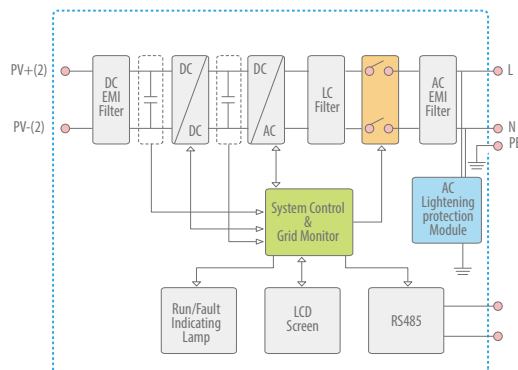 PV+(2)
PV-(2)
DC
EMI
Filter
DC
DC
DC
AC
LC
Filter
AC
EMI
Filter
L
N
PE
AC
Lightening
protection
Module
System Control
&
Grid Monitor
Run/Fault
Indicating
Lamp
LCD
Screen
RS485